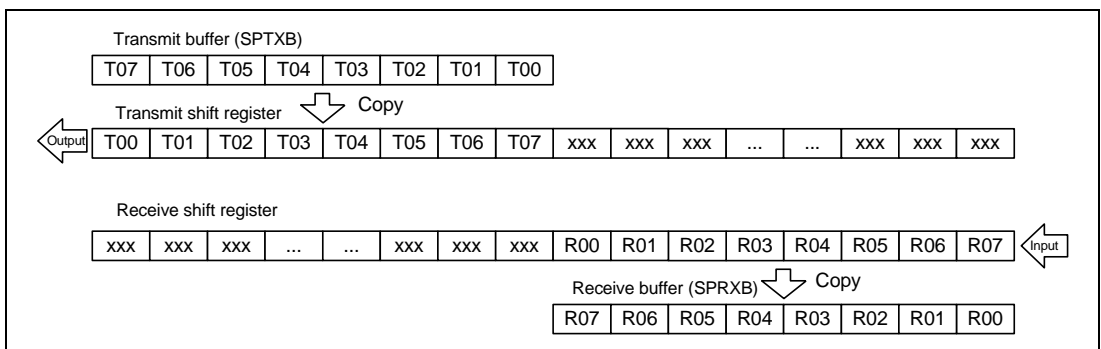 Transmit buffer (SPTXB)
T07 T06 T05 T04 T03 T02 T01 T00
Copy
Transmit shift register
Output T00 T01 T02 T03 T04 T05 T06 T07 xxx xxx xxx ... ... xxx xxx xxx
Receive shift register
xxx xxx xxx ... ... xxx xxx xxx R00 R01 R02 R03 R04 R05 R06 R07 Input
Receive buffer (SPRXB) Copy
R07 R06 R05 R04 R03 R02 R01 R00